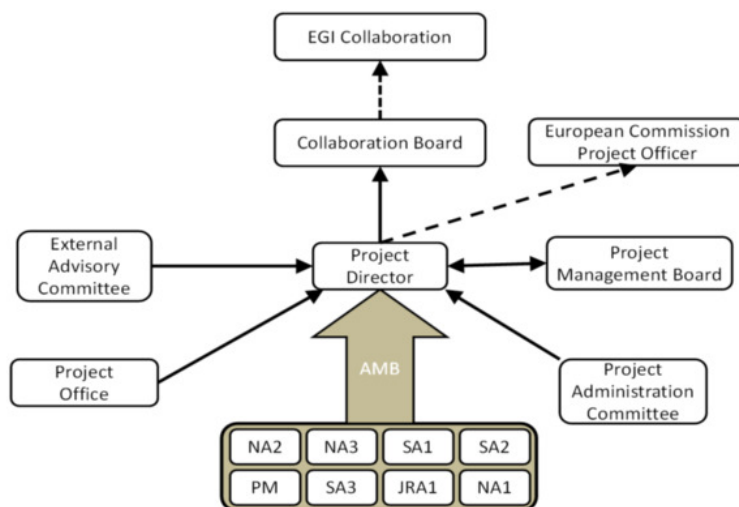 EGI Collaboration
Collaboration Board
European Commission
Project Officer
External
Advisory
Committee
Project
Director
Project
Management Board
AMB
Project
Office
Project
Administration
Committee
NA2
NA3
SA1
SA2
PM
SA3
JRA1
NA1